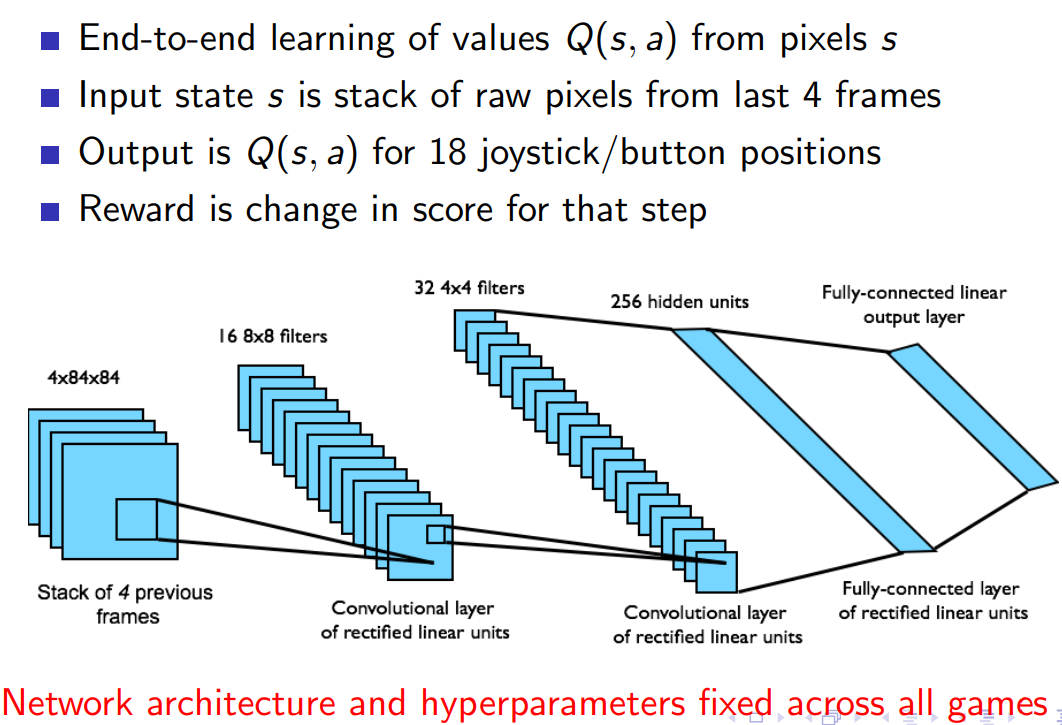 End-to-end learning of values Q(s, a) from pixels s
Input state s is stack of raw pixels from last 4 frames
Output is Q(s, a) for 18 joystick/button positions
Reward is change in score for that step
32 4x4 filters
256 hidden units
Fully-connected linear
output layer
16 8x8 filters
4x84x84
Stack of 4 previous
frames
Convolutional layer
of rectified linear units
Convolutional layer
of rectified linear units
Fully-connected layer
of rectified linear units
Network architecture and hyperparameters fixed across all games